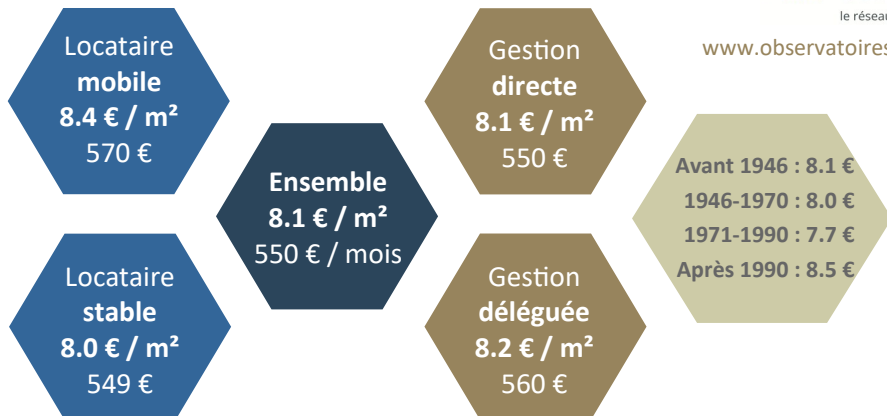 le réseau
www.observatoires
Locataire
mobile
8.4 € / m²
570 €
Gestion
directe
8.1 € / m²
550 €
Ensemble
8.1 € / m²
550 € / mois
Avant 1946 : 8.1 €
1946-1970 : 8.0 €
1971-1990 : 7.7 €
Après 1990 : 8.5 €
Locataire
stable
8.0 € / m²
549 €
Gestion
déléguée
8.2 € / m²
560 €